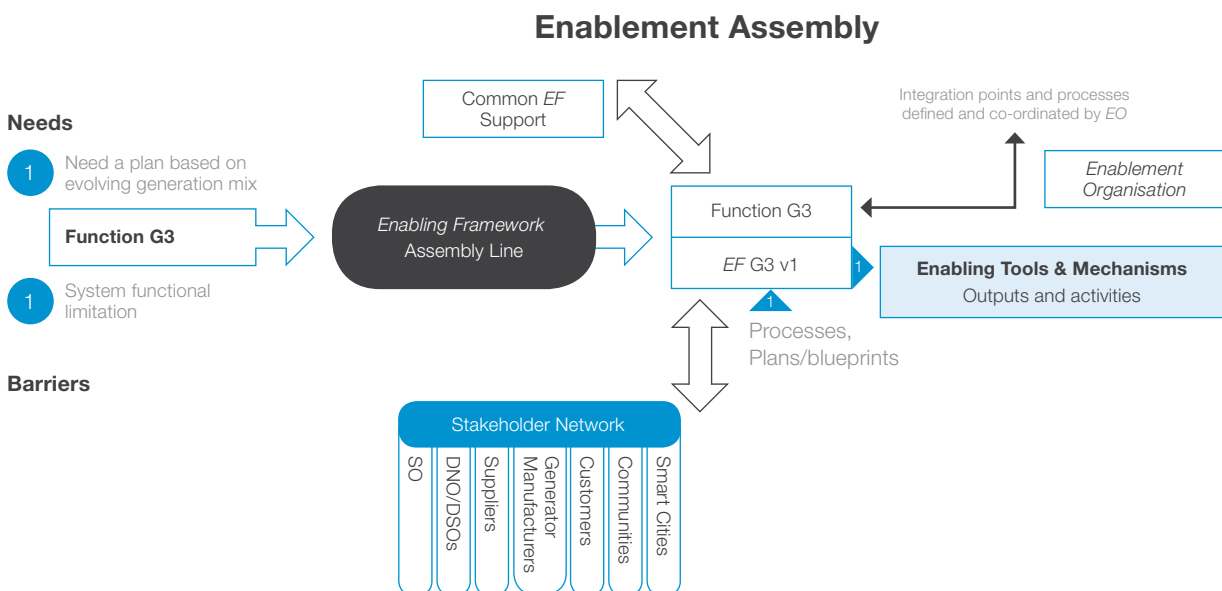 Enablement Assembly
Common EF
Support
Integration points and processes
defined and co-ordinated by EO
Needs
1
Need a plan based on
evolving generation mix
Enablement
Organisation
Function G3
Enabling Framework
Assembly Line
Function G3
EF G3 v1
1
Enabling Tools & Mechanisms
Outputs and activities
1
System functional
limitation
1
Processes,
Plans/blueprints
Barriers
Stakeholder Network
SO
DNO/DSOs
Suppliers
Generator
Manufacturers
Customers
Communities
Smart Cities